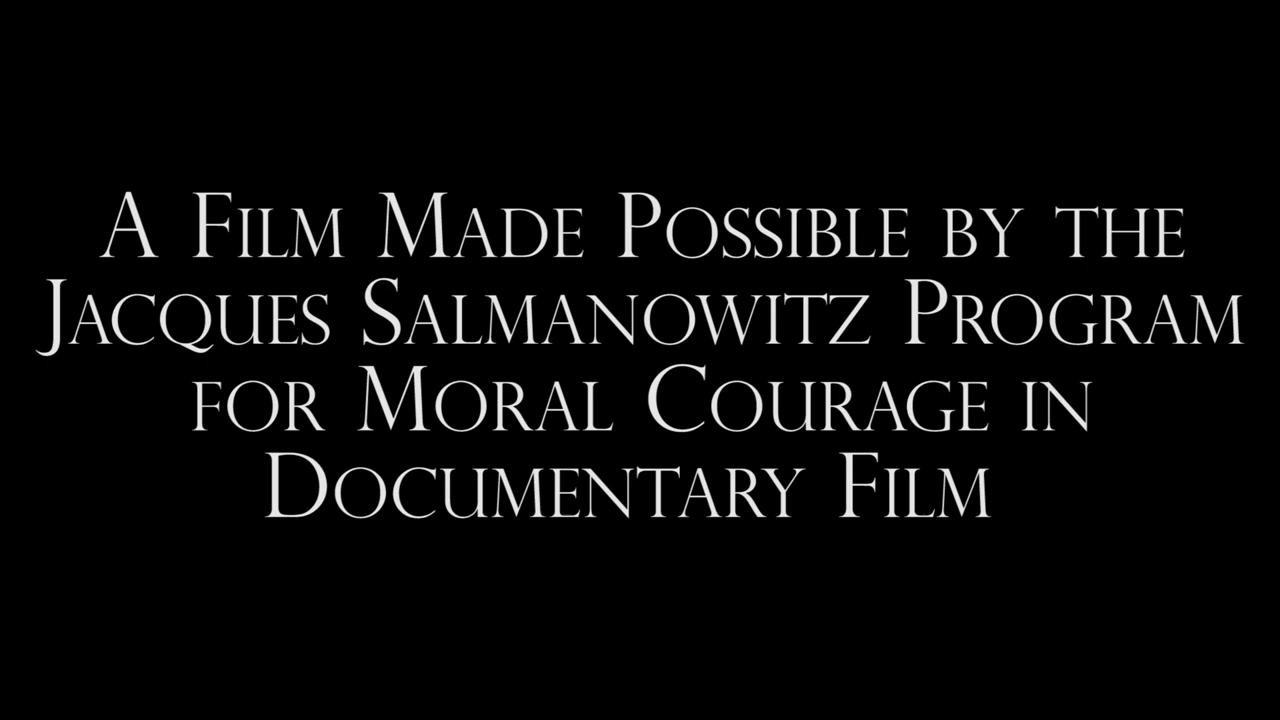 A Film Made Possible by the
Jacques Salmanowitz Program
for Moral Courage in
Documentary Film